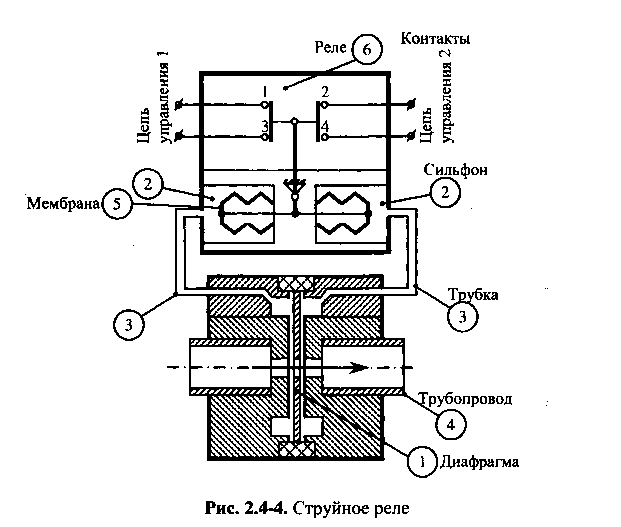 Реле 6
Контакты
Цепь
управления 1
1
2
3
4
Цепь
управления 2
2
Сильфон
2
Мембрана 5
3
Трубка
3
Трубопровод
4
1 Диафрагма
Рис. 2.4-4. Струйное реле